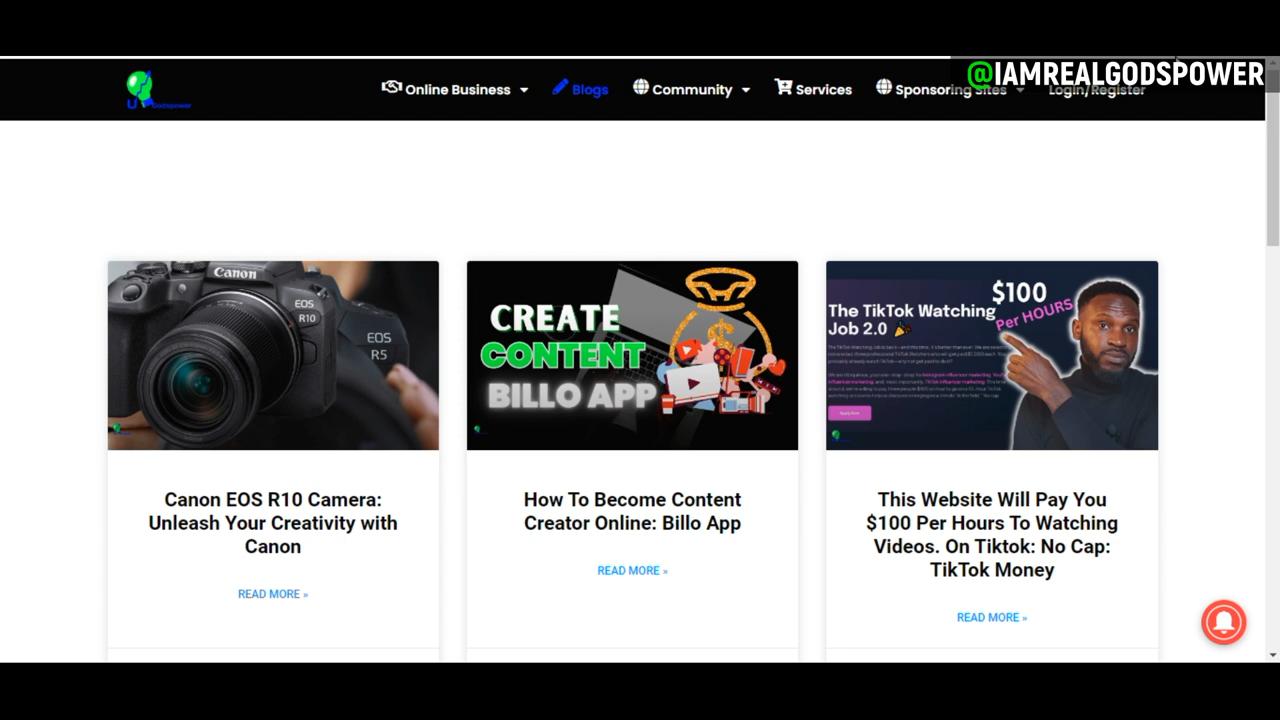 @IAMREALGODSPOWER
U Godspower
Online Business
Blogs
Community
Services
Sponsoring Sites
Login/Register
Canon
EOS
R10
EOS
R5
CREATE
CONTENT
BILLO APP
$100
Per HOURS
The TikTok Watching
Job 2.0 🎉
Apply Now
Canon EOS R10 Camera:
Unleash Your Creativity with
Canon
READ MORE »
How To Become Content
Creator Online: Billo App
READ MORE »
This Website Will Pay You
$100 Per Hours To Watching
Videos. On Tiktok: No Cap:
TikTok Money
READ MORE »